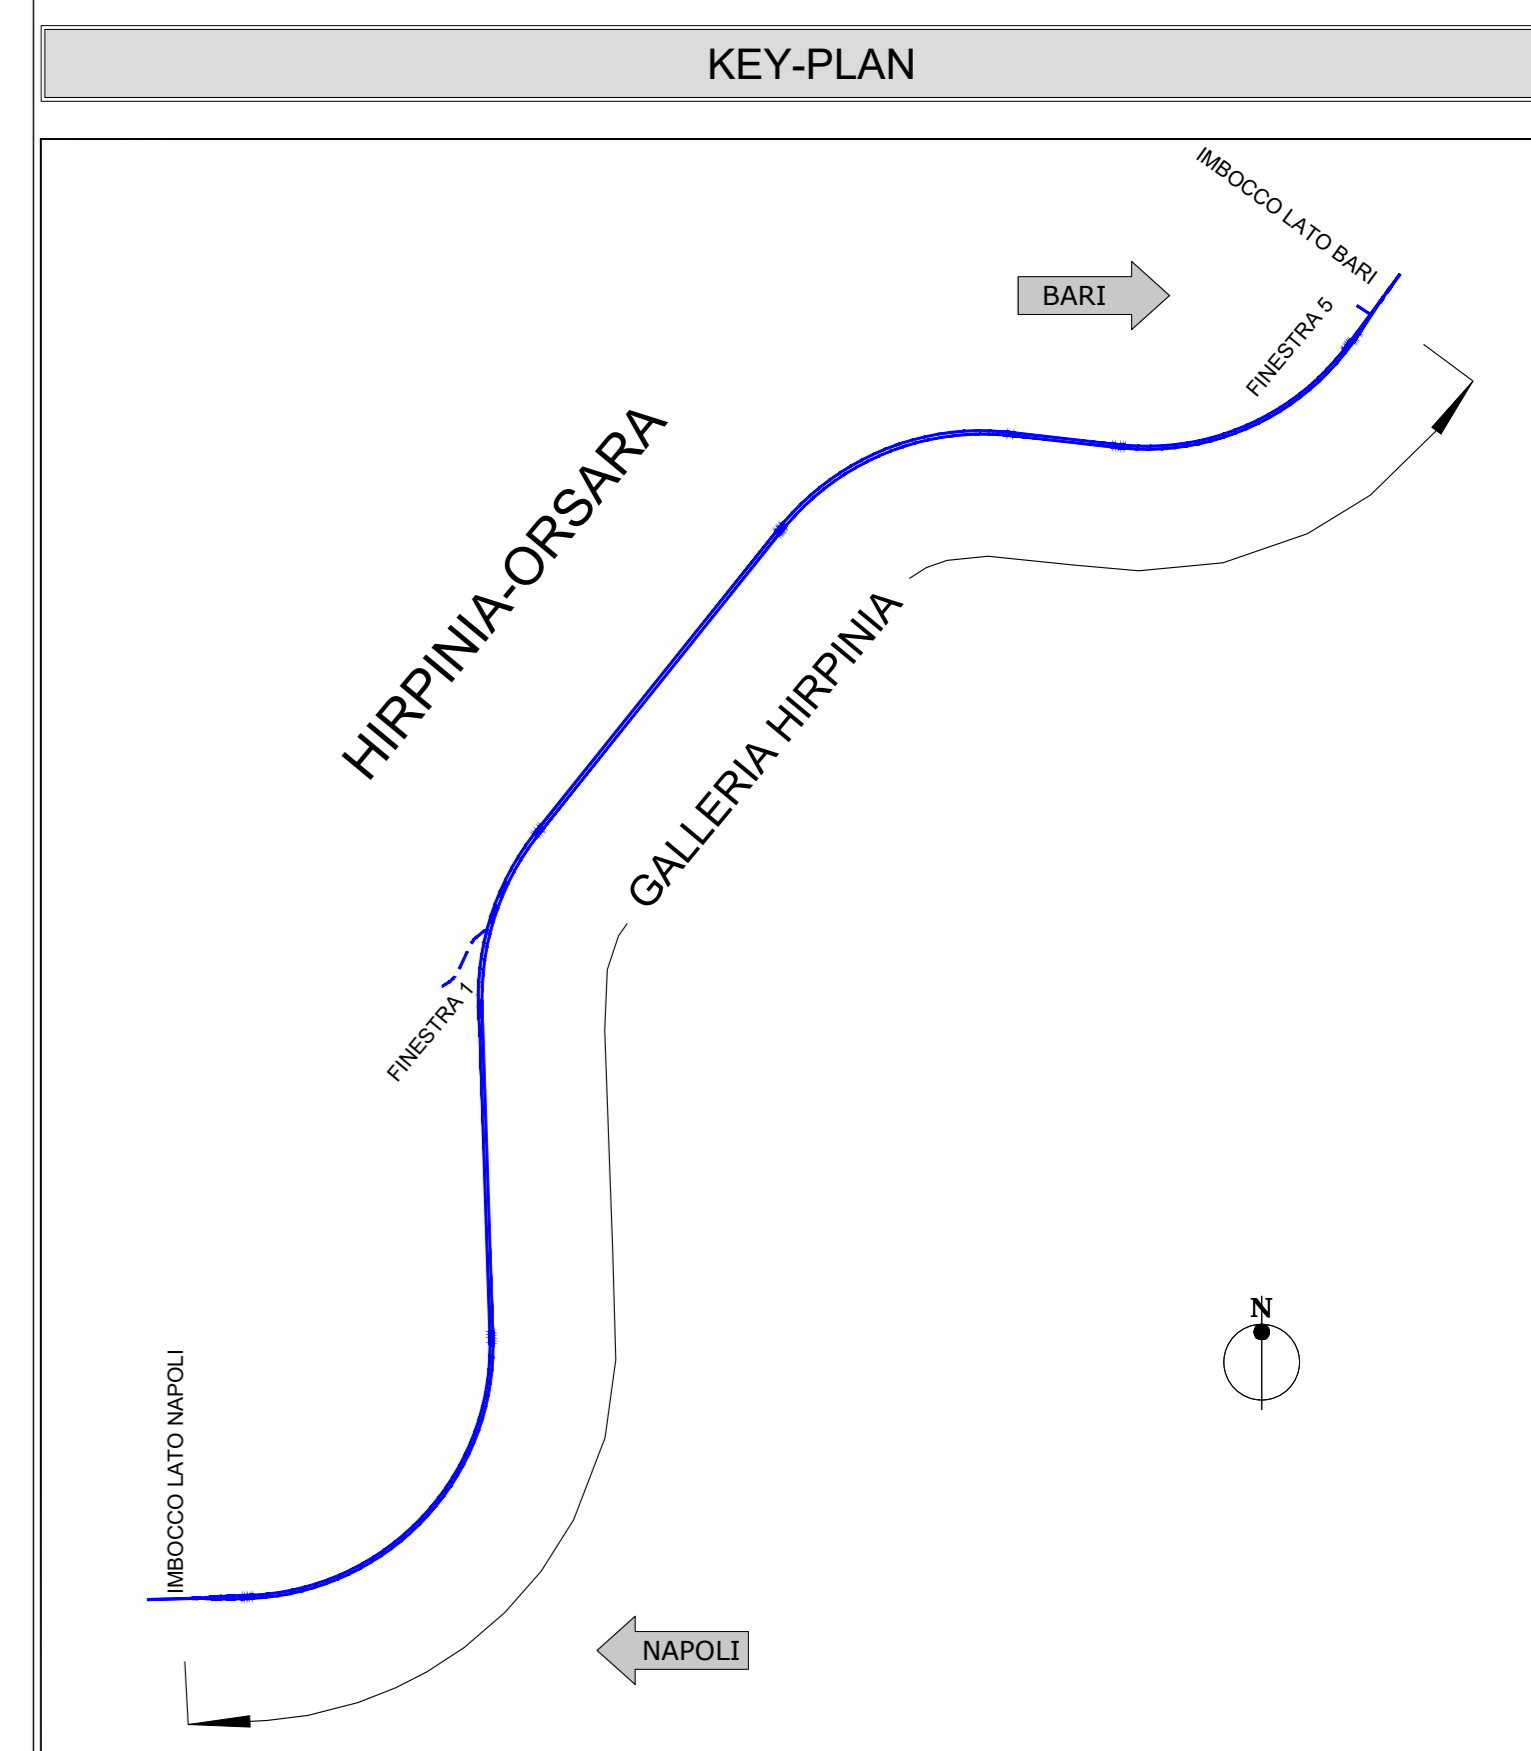 KEY-PLAN
IMBOCCO LATO BARI
BARI
FINESTRA 5
HIRPINIA-ORSARA
GALLERIA HIRPINIA
FINESTRA 1
N
IMBOCCO LATO NAPOLI
NAPOLI